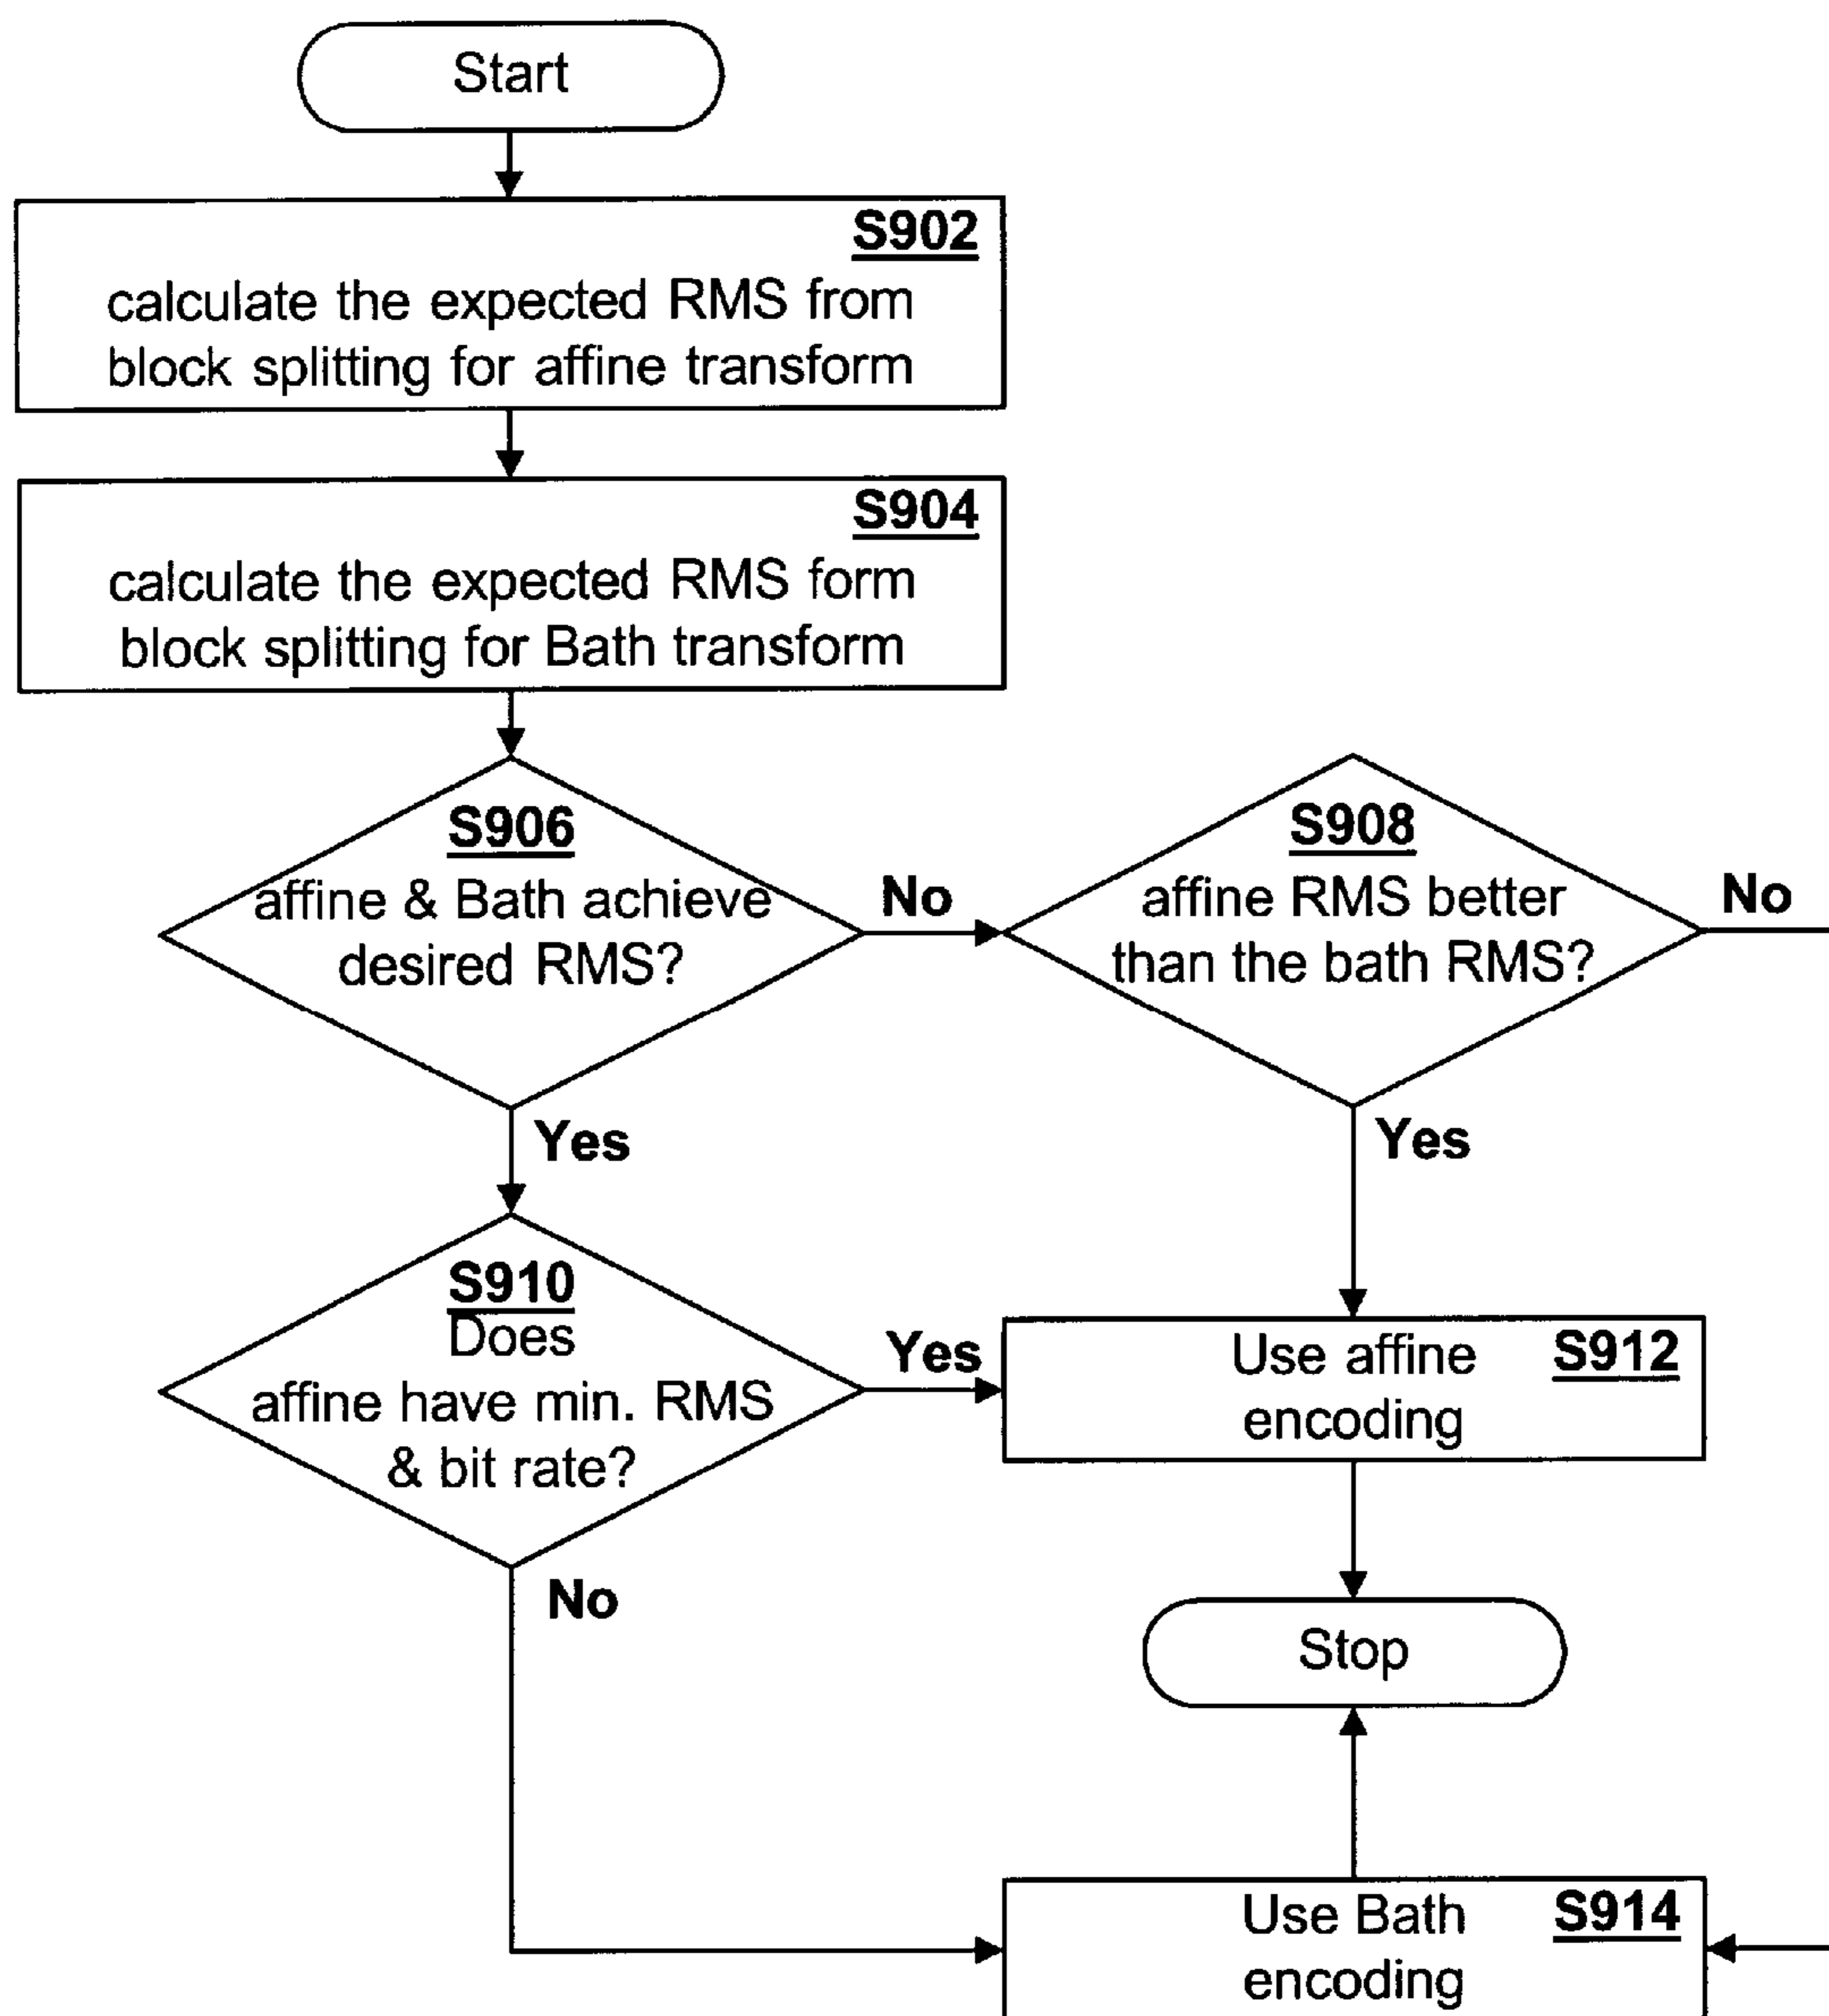 Start
S902
calculate the expected RMS from
block splitting for affine transform
S904
calculate the expected RMS form
block splitting for Bath transform
S906
affine & Bath achieve
desired RMS?
No
S908
affine RMS better
than the bath RMS?
No
Yes
Yes
S910
Does
affine have min. RMS
& bit rate?
Yes
S912
Use affine
encoding
No
Stop
S914
Use Bath
encoding